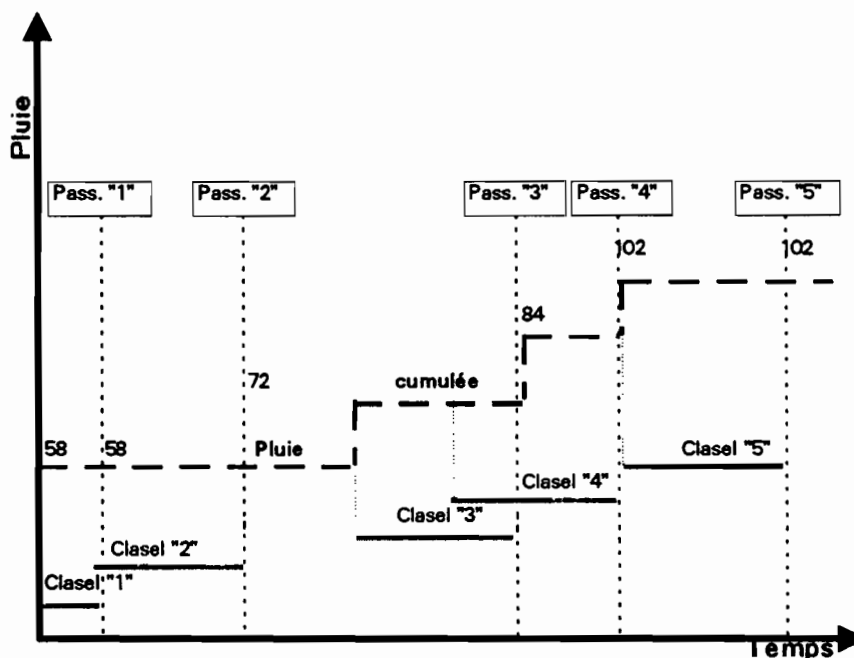 Pluie
Pass. "1"
Pass. "2"
Pass. "3"
Pass. "4"
Pass. "5"
102
102
84
72
cumulée
58
58
Pluie
Clasel "5"
Clasel "4"
Clasel "3"
Clasel "2"
Clasel "1"
Temps